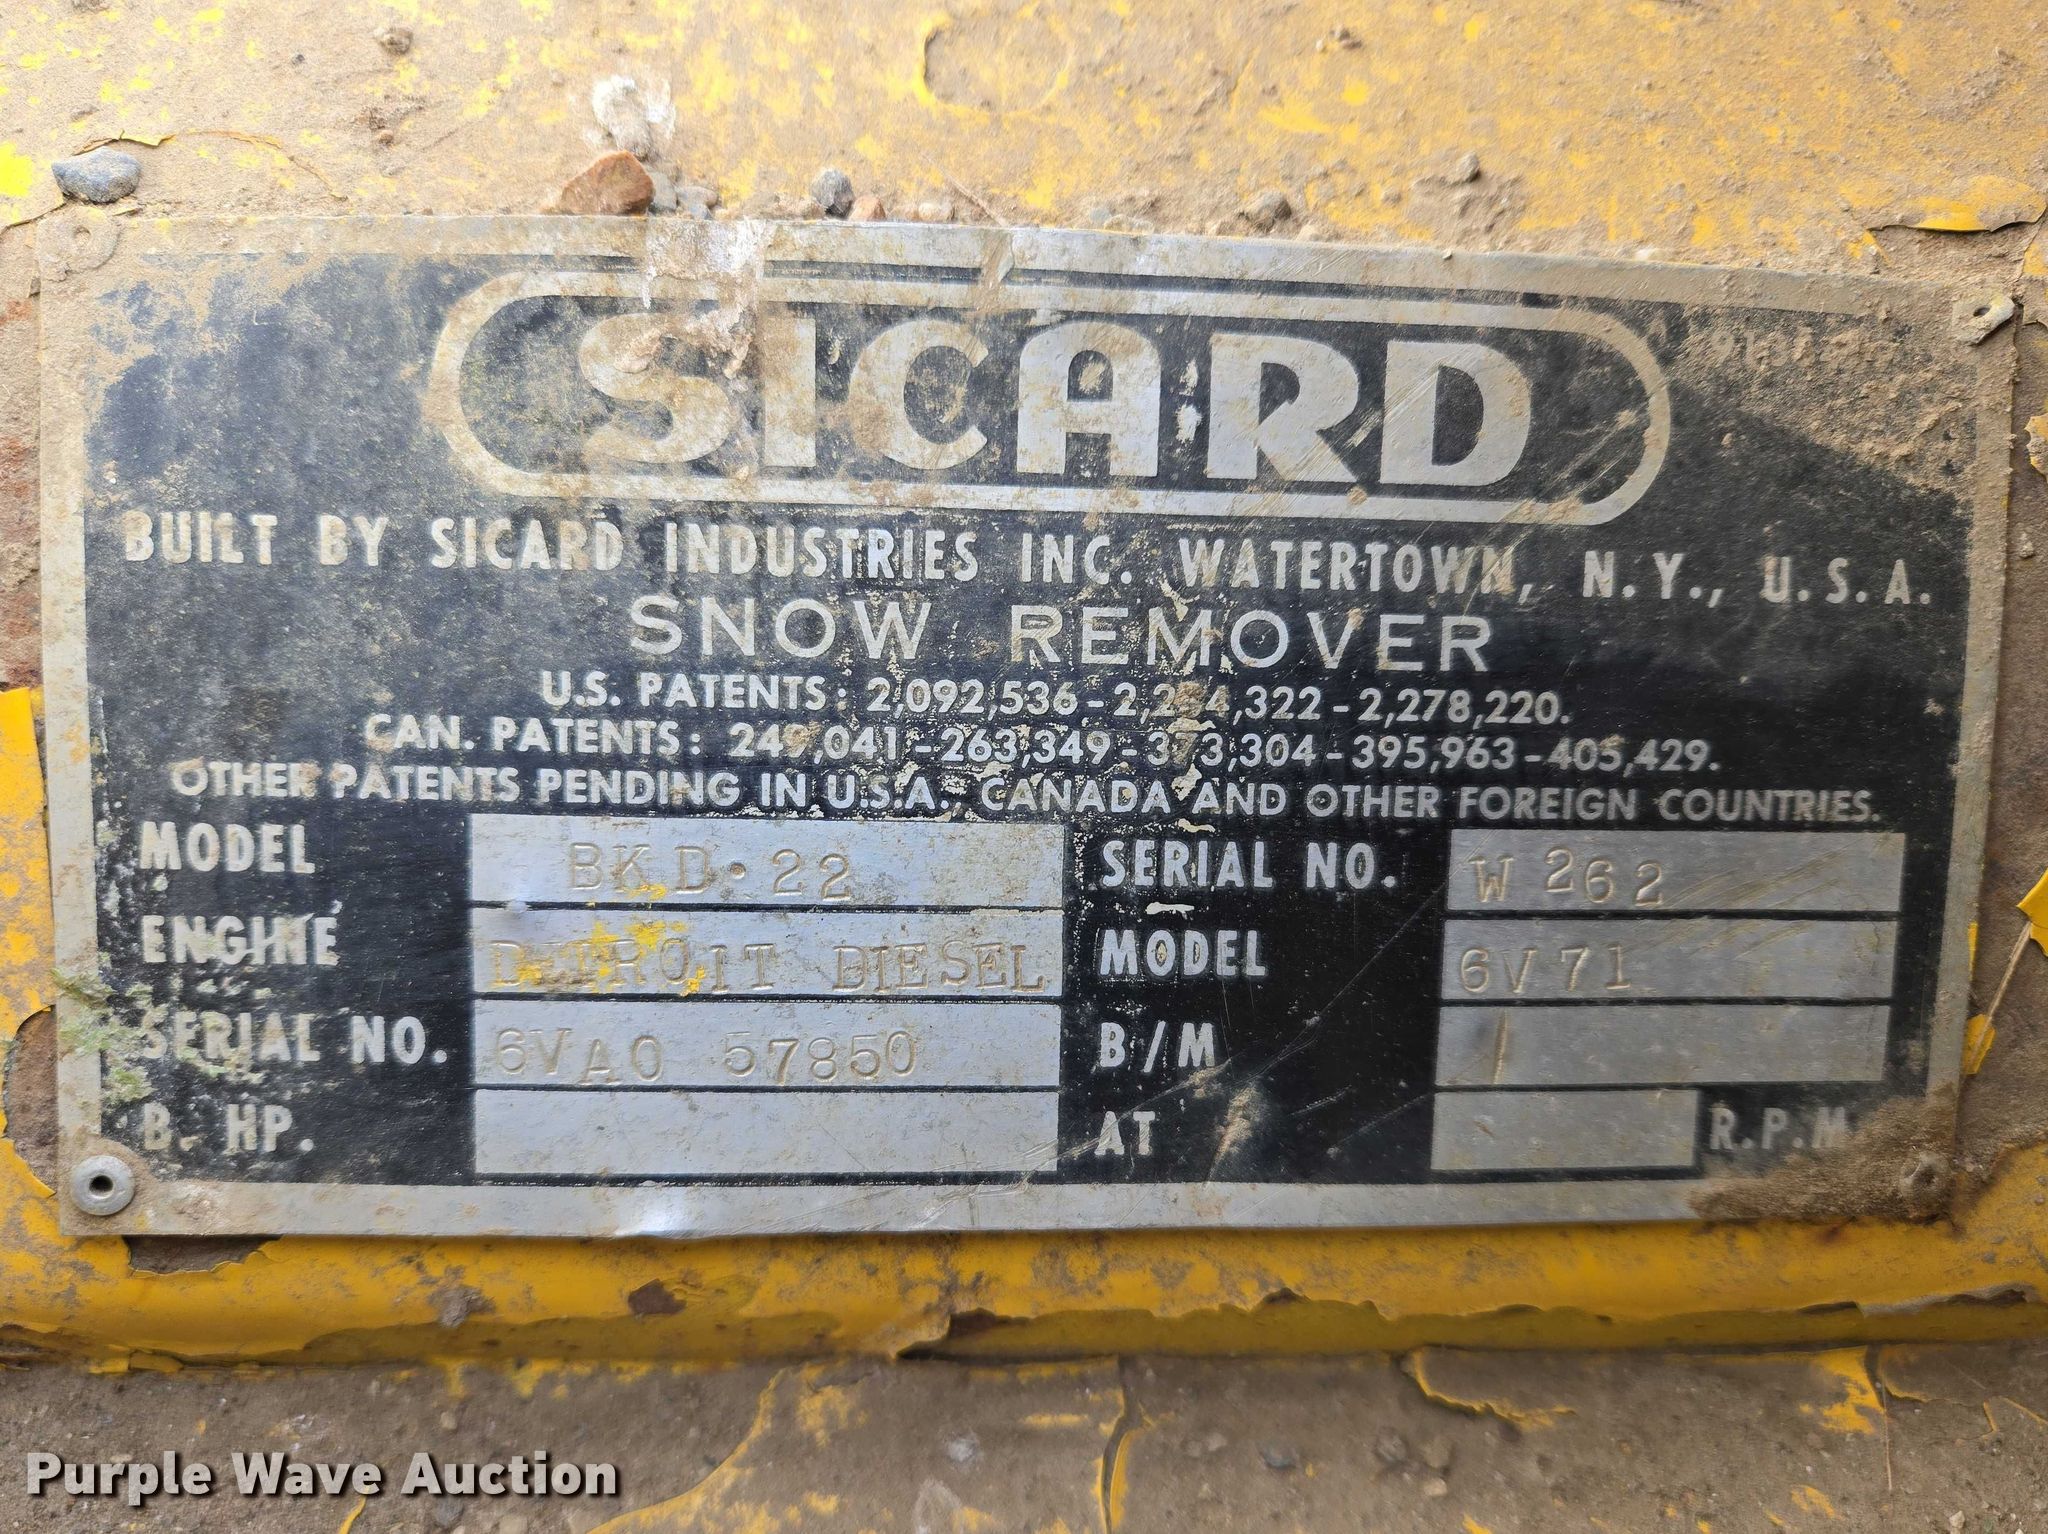 SICARD
BUILT BY SICARD INDUSTRIES INC. WATERTOWN, N.Y., U.S.A.
SNOW REMOVER
U.S. PATENTS: 2,092,536 - - 2,278,220.
CAN. PATENTS: 263,349 - - 395,963 - 405,429.
OTHER PATENTS PENDING IN U.S.A., CANADA AND OTHER FOREIGN COUNTRIES.
MODEL BKD·22 SERIAL NO. W 262
ENGINE DETROIT DIESEL MODEL 6V71
SERIAL NO. 6VAO 57850 B/M
B. HP. AT R.P.M.
Purple Wave Auction